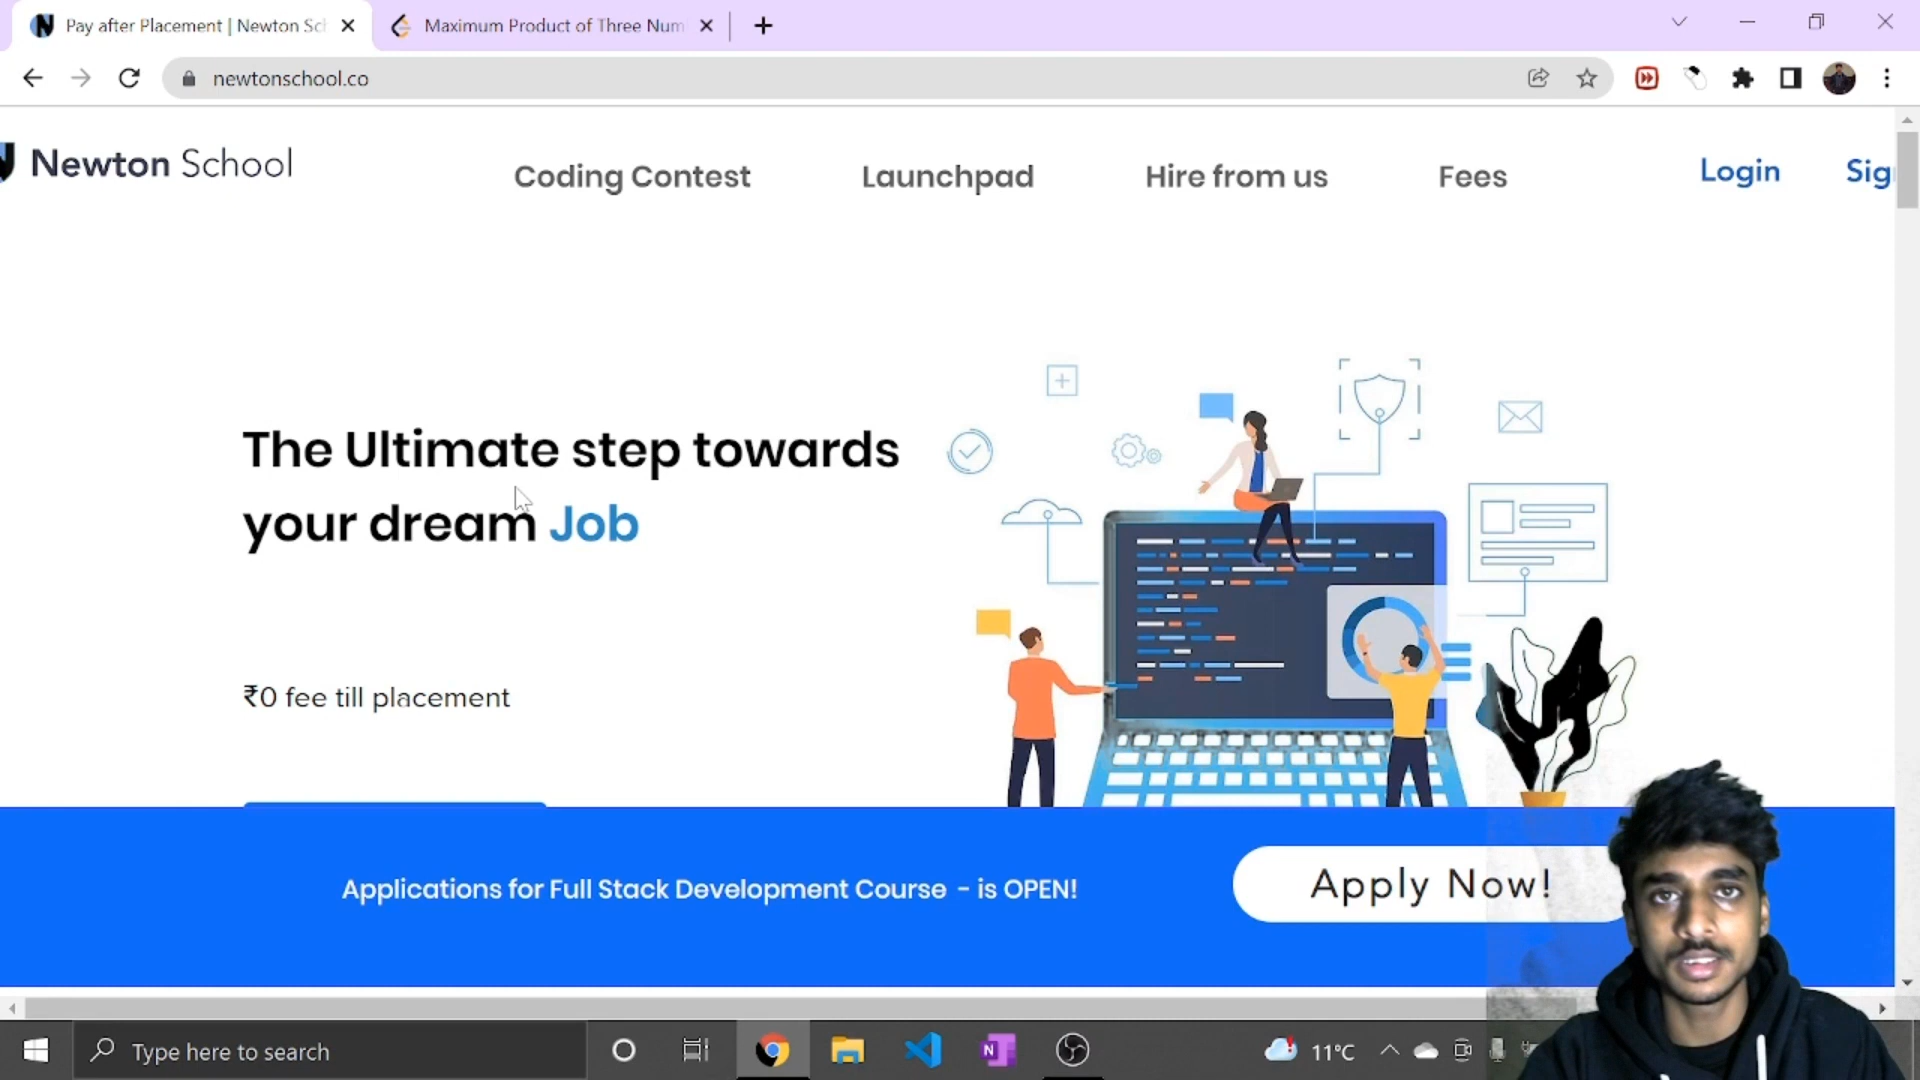 Pay after Placement | Newton Sch
Maximum Product of Three Num
newtonschool.co
Newton School
Coding Contest
Launchpad
Hire from us
Fees
Login
Sig
The Ultimate step towards
your dream Job
₹0 fee till placement
Applications for Full Stack Development Course - is OPEN!
Apply Now!
Type here to search
N
11°C